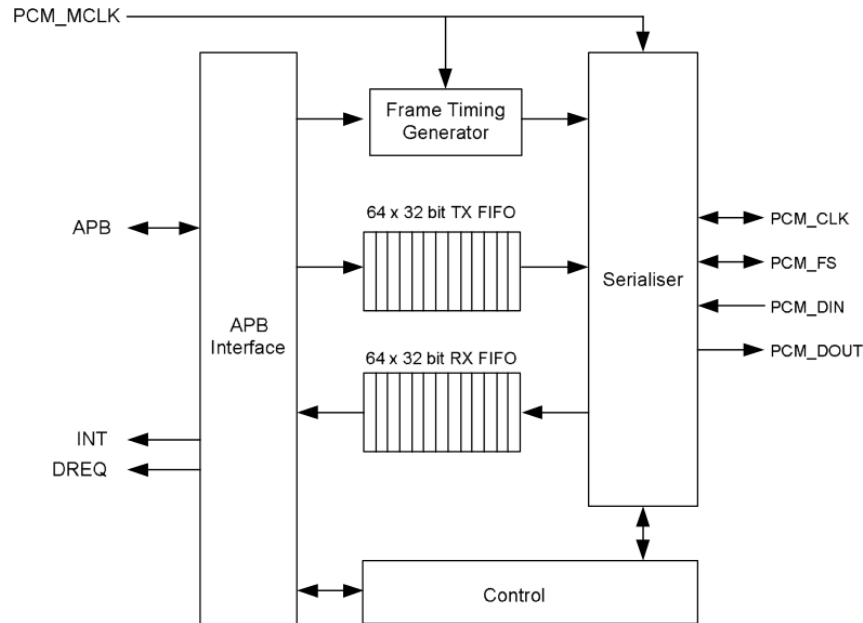 PCM_MCLK
Frame Timing
Generator
APB
64 x 32 bit TX FIFO
PCM_CLK
PCM_FS
Serialiser
PCM_DIN
APB
Interface
PCM_DOUT
64 x 32 bit RX FIFO
INT
DREQ
Control